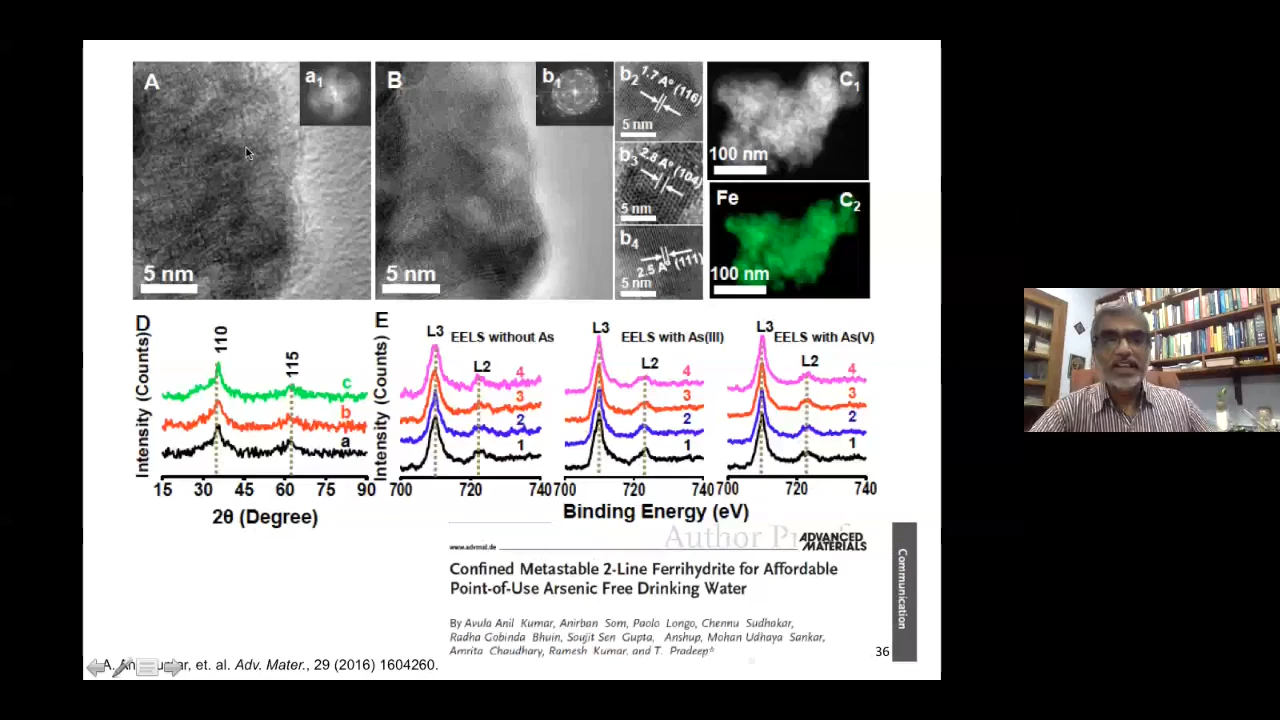 A
a1
5 nm
B
b1
5 nm
b2
1.7 A° (116)
5 nm
b3
2.8 A° (104)
5 nm
b4
2.5 A° (111)
5 nm
C1
100 nm
Fe
C2
100 nm
D
Intensity (Counts)
110
115
c
b
a
15 30 45 60 75 90
2θ (Degree)
E
Intensity (Counts)
L3
EELS without As
L2
4
3
2
1
700 720 740
L3
EELS with As(III)
L2
4
3
2
1
700 720 740
L3
EELS with As(V)
L2
4
3
2
1
700 720 740
Binding Energy (eV)
Author
www.advmat.de
ADVANCED
MATERIALS
Confined Metastable 2-Line Ferrihydrite for Affordable
Point-of-Use Arsenic Free Drinking Water
By Avula Anil Kumar, Anirban Som, Paolo Longo, Chennu Sudhakar,
Radha Gobinda Bhuin, Soujit Sen Gupta, Anshup, Mohan Udhaya Sankar,
Amrita Chaudhary, Ramesh Kumar, and T. Pradeep*
Communication
A. et. al. Adv. Mater., 29 (2016) 1604260.
36